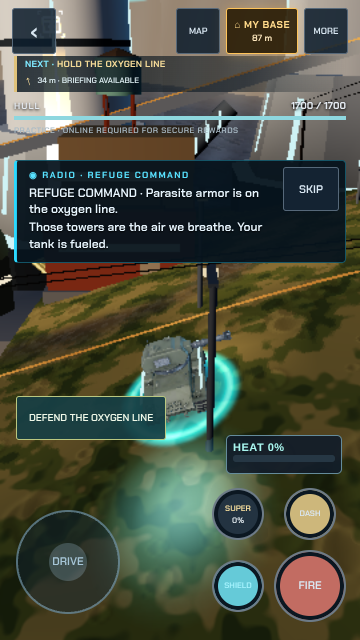 ‹
MAP
⌂ MY BASE
87 m
MORE
NEXT · HOLD THE OXYGEN LINE
34 m · BRIEFING AVAILABLE
HULL
1700 / 1700
PRACTICE · ONLINE REQUIRED FOR SECURE REWARDS
◉ RADIO · REFUGE COMMAND
REFUGE COMMAND · Parasite armor is on
the oxygen line.
Those towers are the air we breathe. Your
tank is fueled.
SKIP
DEFEND THE OXYGEN LINE
HEAT 0%
SUPER
0%
DASH
DRIVE
SHIELD
FIRE